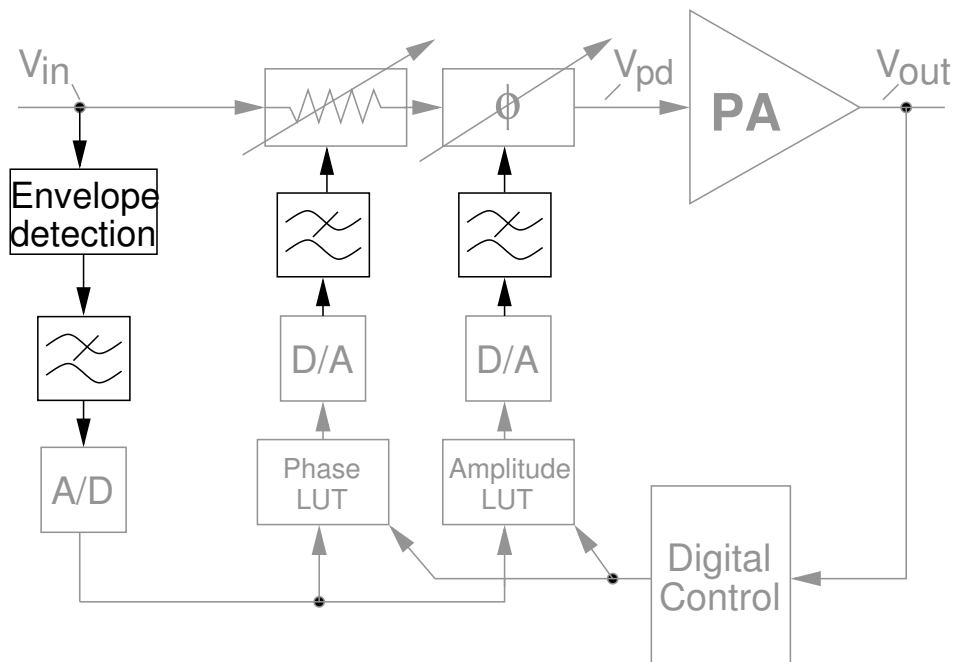 Vin
Vpd
Vout
ϕ
PA
Envelope
detection
D/A
D/A
A/D
Phase
LUT
Amplitude
LUT
Digital
Control